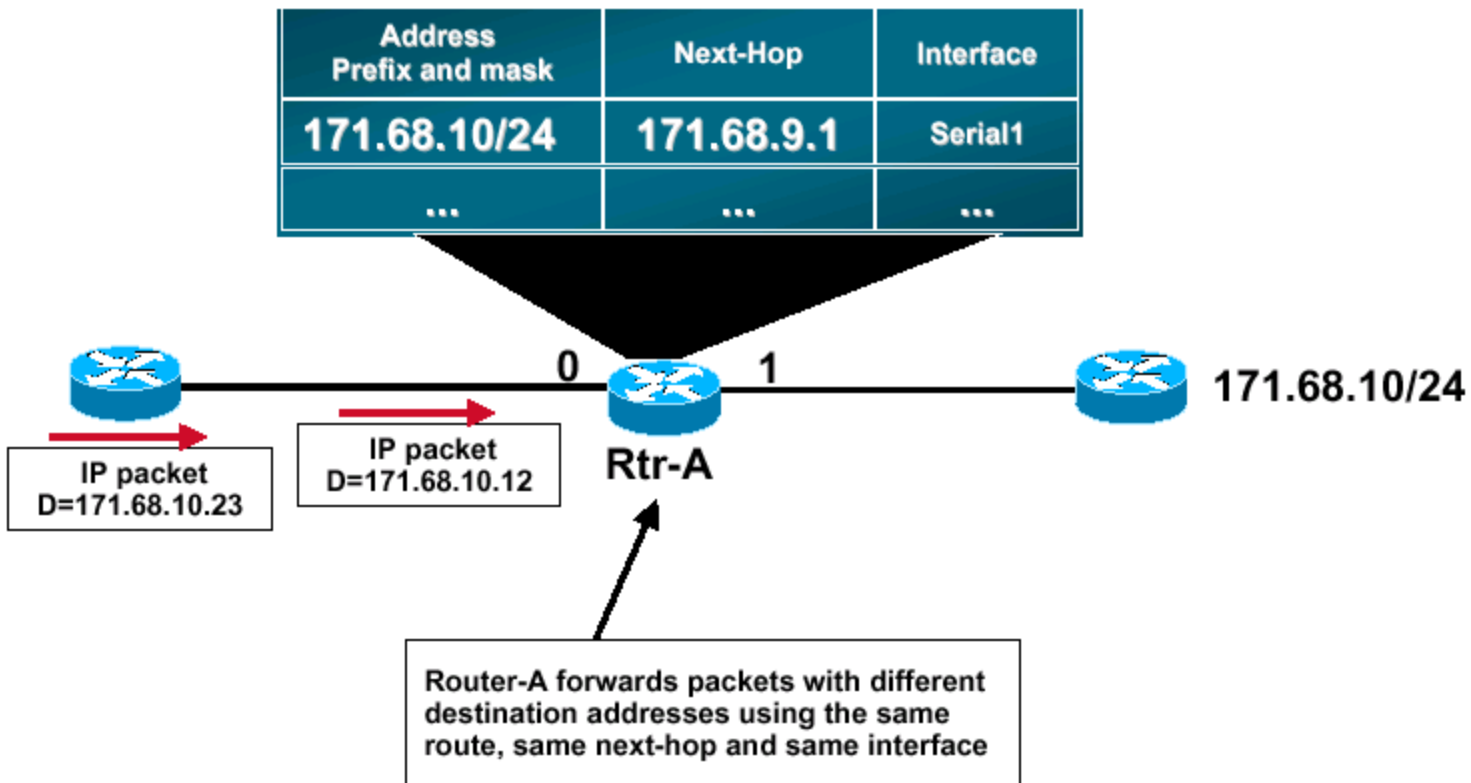 Address
Prefix and mask
Next-Hop
Interface
171.68.10/24
171.68.9.1
Serial1
...
...
...
0
1
171.68.10/24
IP packet
D=171.68.10.23
IP packet
D=171.68.10.12
Rtr-A
Router-A forwards packets with different
destination addresses using the same
route, same next-hop and same interface